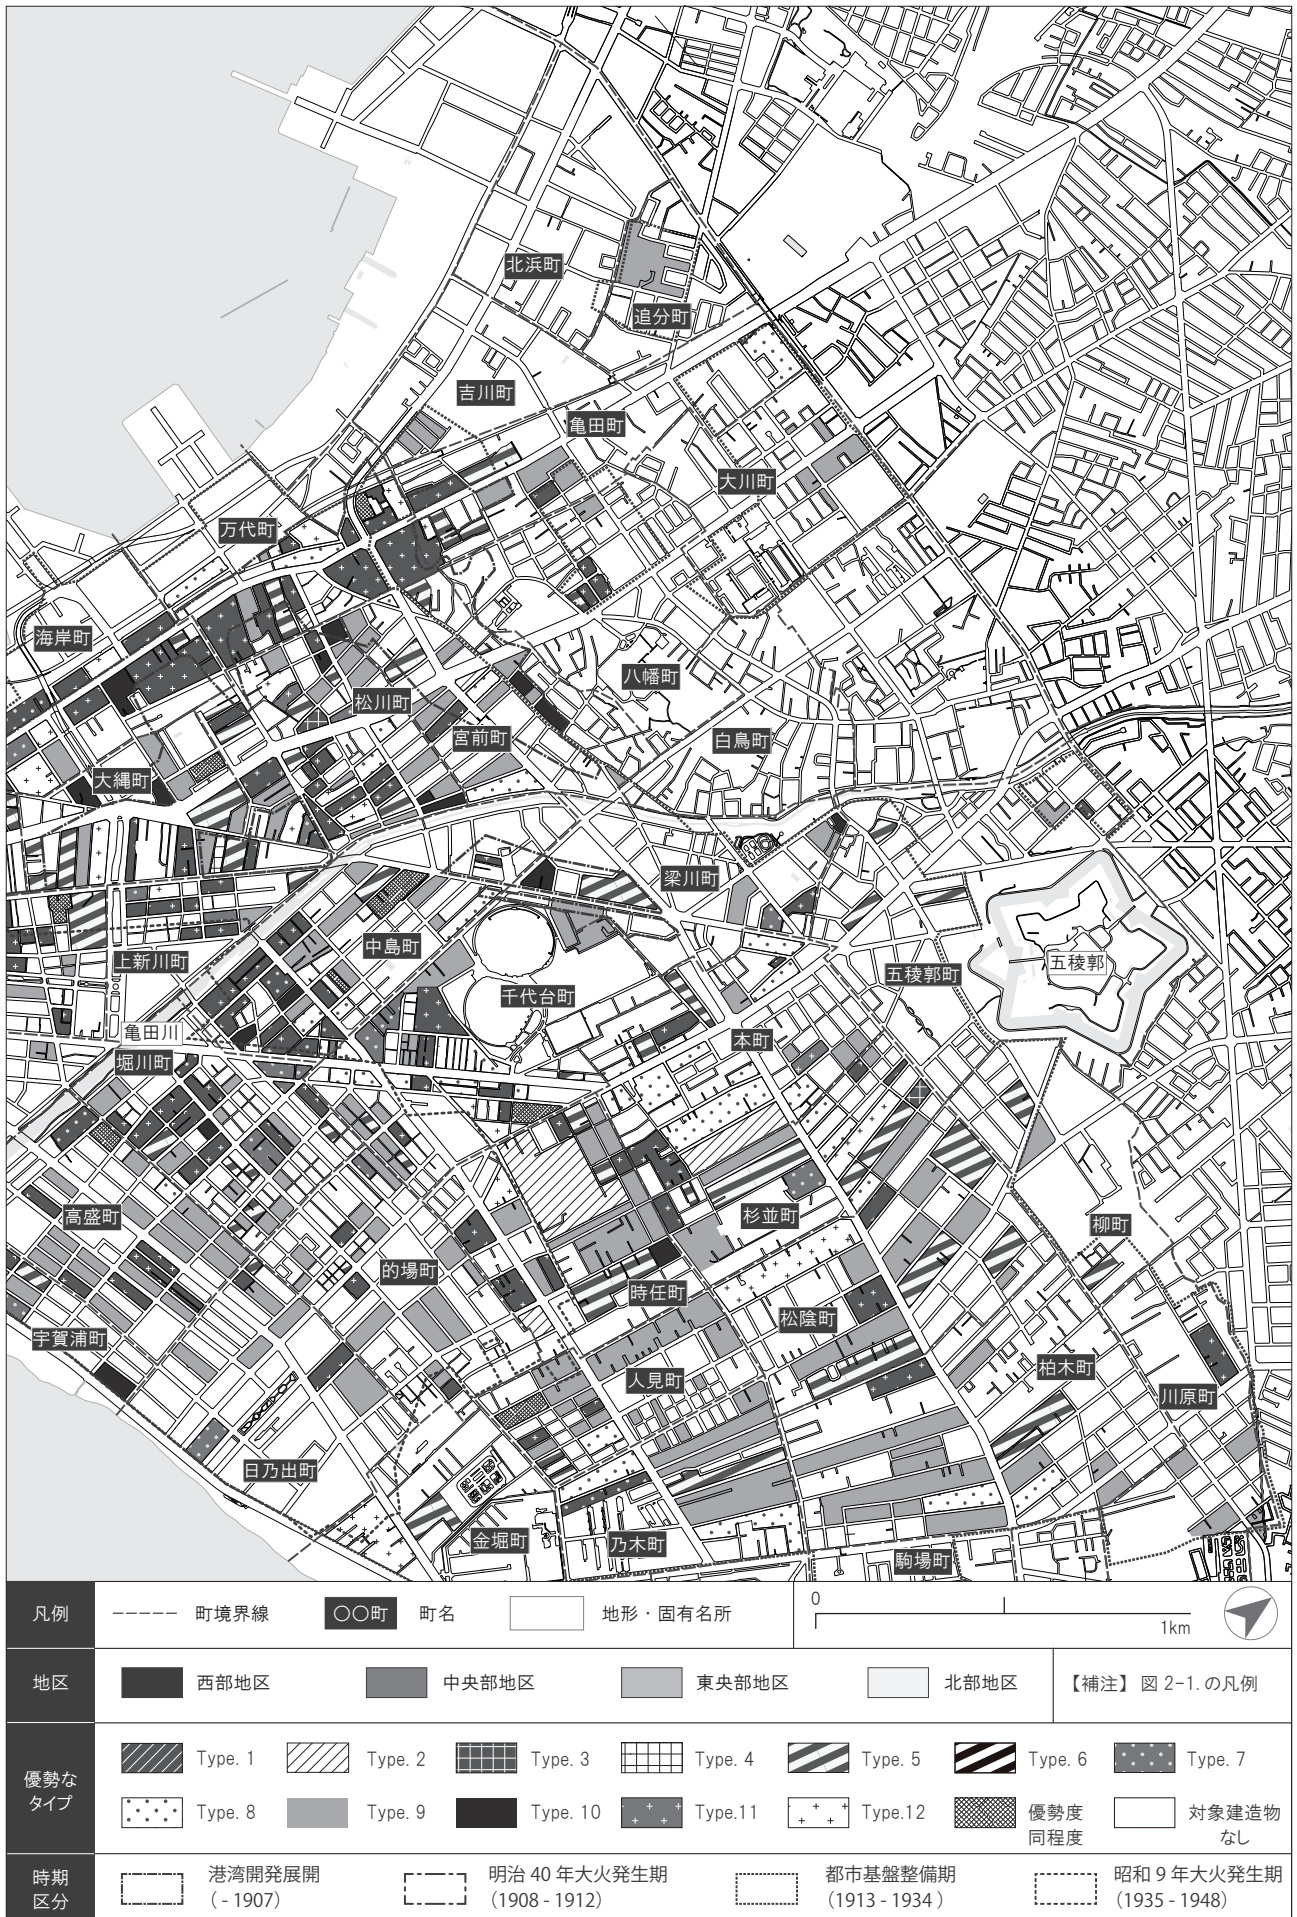 北浜町
追分町
吉川町
亀田町
大川町
万代町
海岸町
八幡町
松川町
宮前町
白鳥町
大縄町
梁川町
中島町
上新川町
五稜郭町
五稜郭
千代台町
亀田川
本町
堀川町
高盛町
杉並町
柳町
的場町
時任町
松陰町
宇賀浦町
人見町
柏木町
川原町
日乃出町
金堀町
乃木町
駒場町
凡例
町境界線
〇〇町
町名
地形・固有名所
0
1km
地区
西部地区
中央部地区
東央部地区
北部地区
【補注】図 2-1. の凡例
優勢な
タイプ
Type. 1
Type. 2
Type. 3
Type. 4
Type. 5
Type. 6
Type. 7
Type. 8
Type. 9
Type. 10
Type.11
Type.12
優勢度
同程度
対象建造物
なし
時期
区分
港湾開発展開
( - 1907)
明治 40 年大火発生期
(1908 - 1912)
都市基盤整備期
(1913 - 1934 )
昭和 9 年大火発生期
(1935 - 1948)